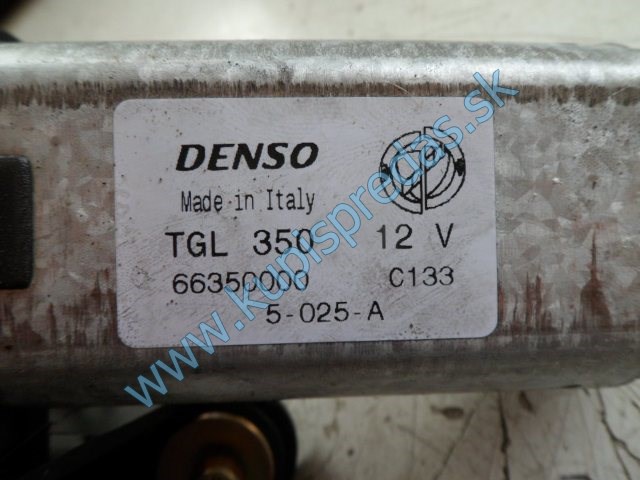 DENSO
Made in Italy
TGL 350 12 V
66350000 C133
5-025-A
www.kupispredas.sk